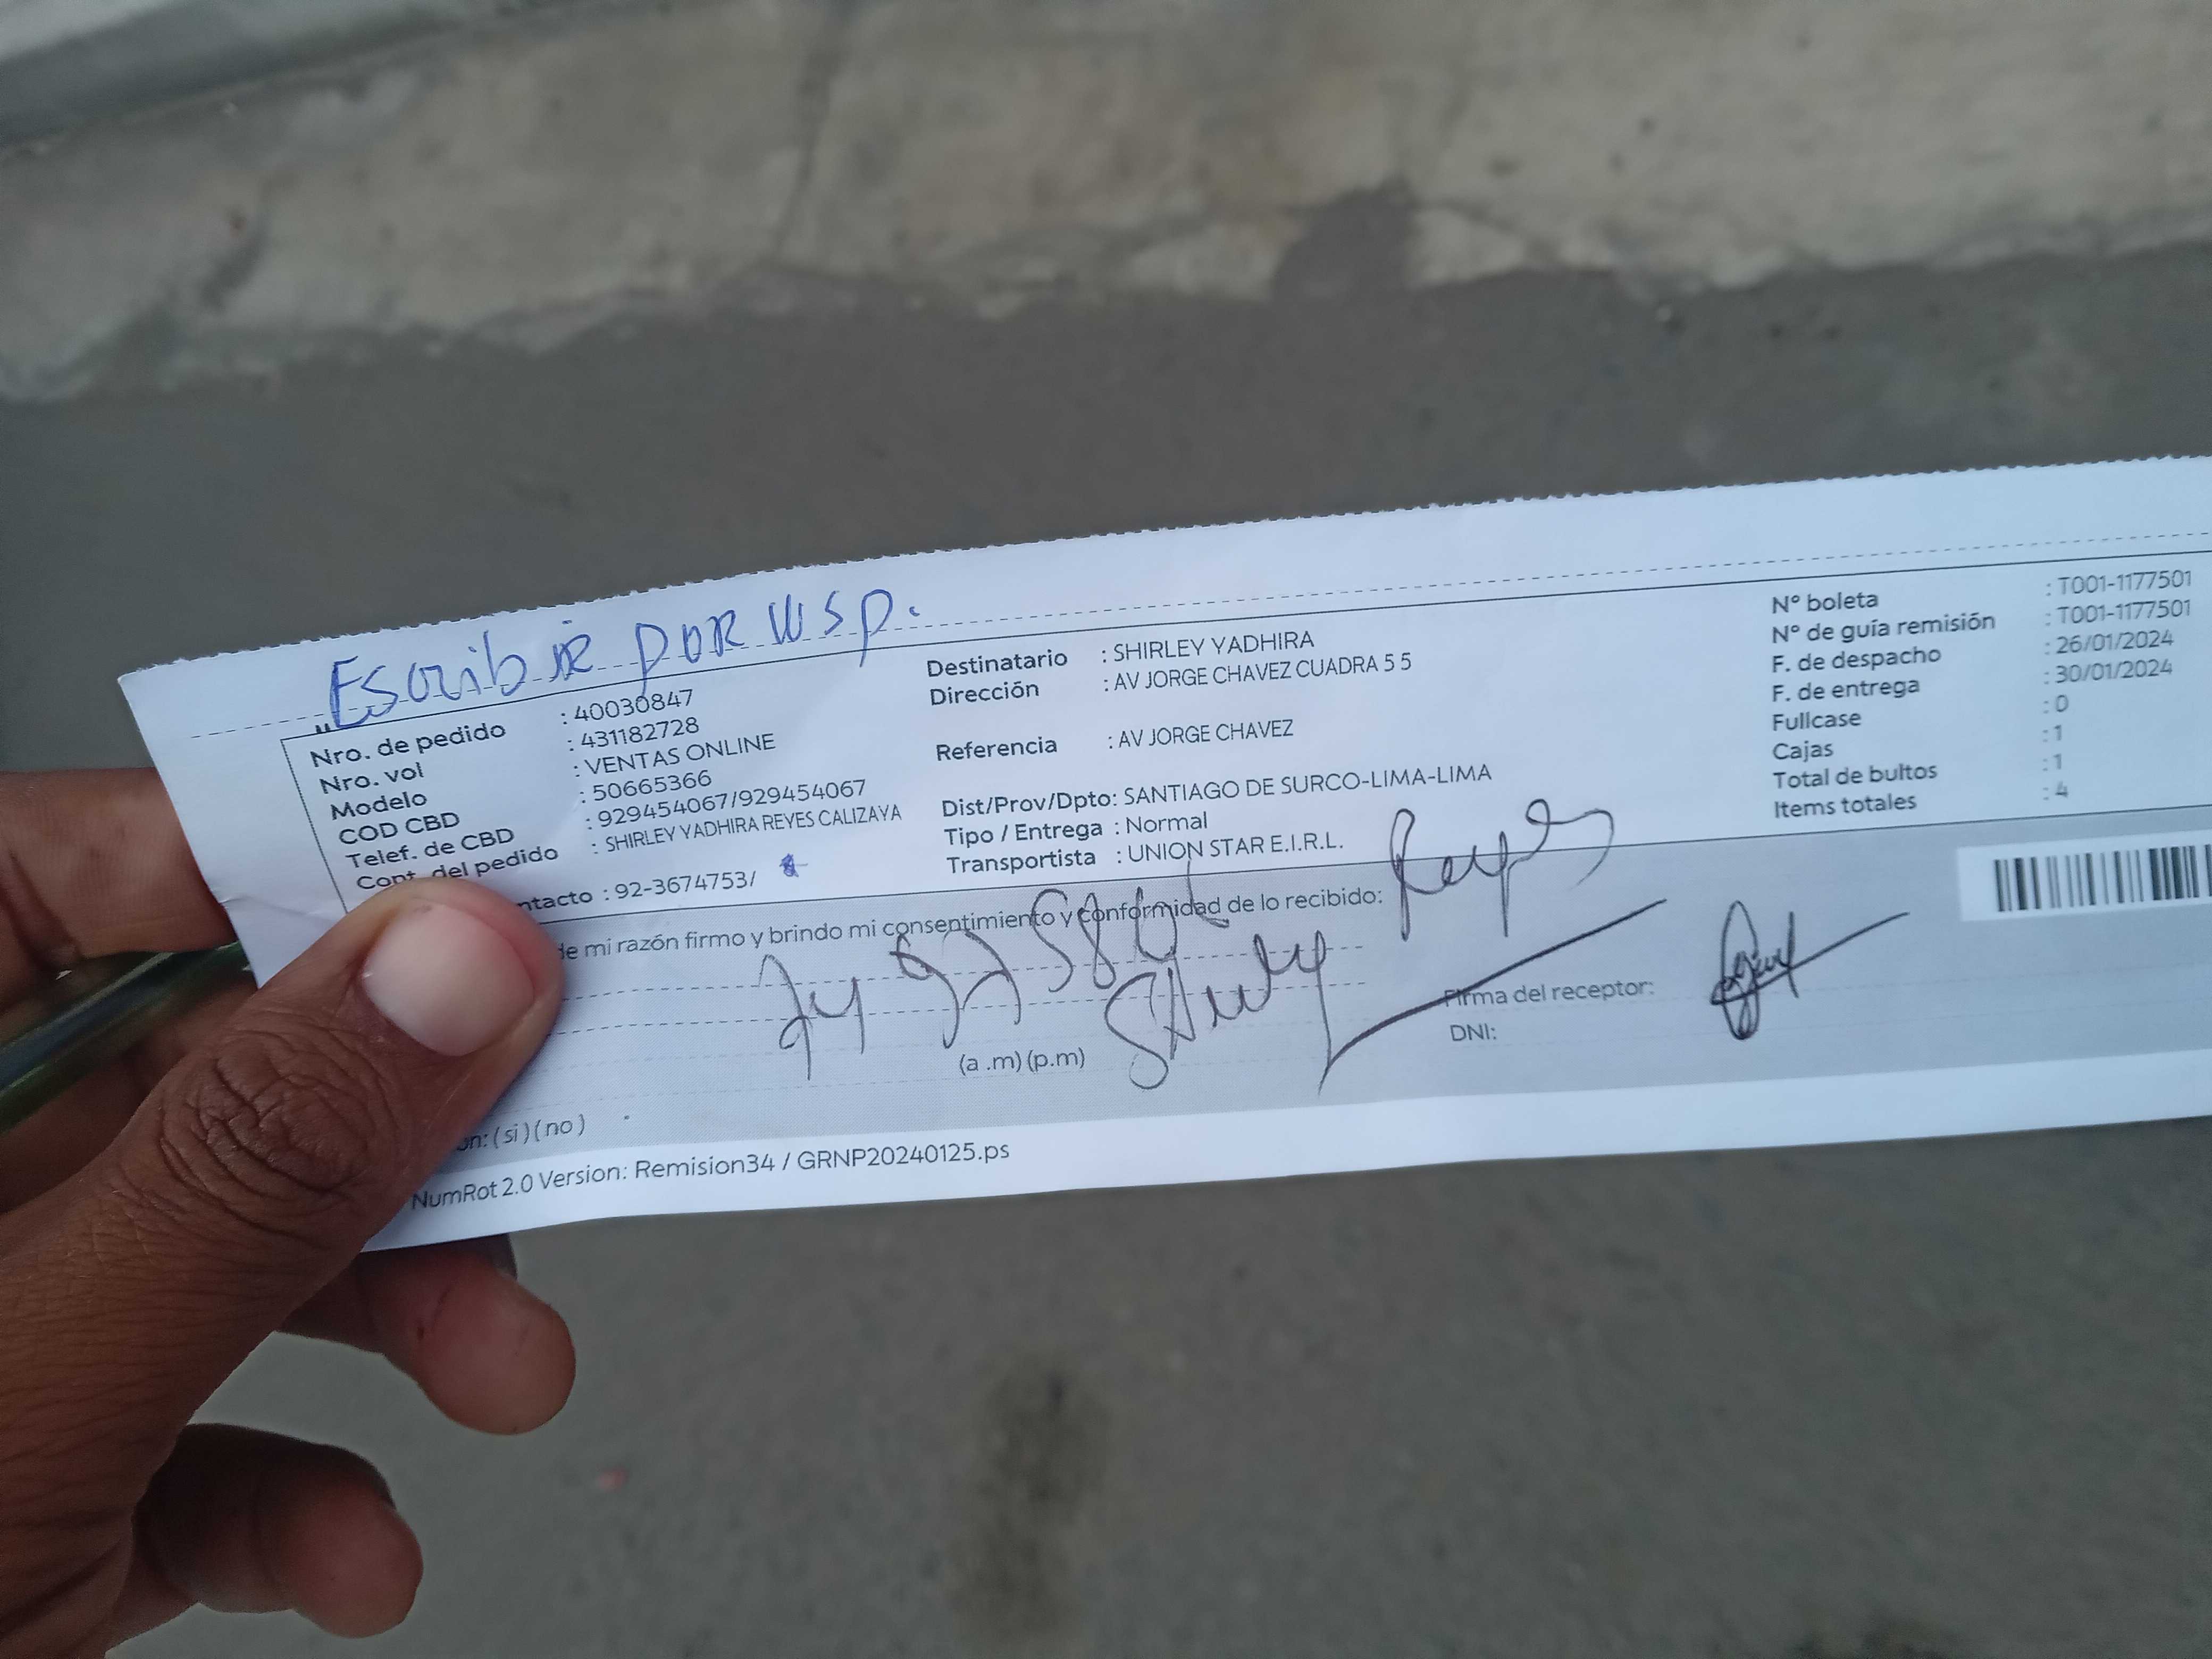 Escribir por wsp.
Nro. de pedido : 40030847
Nro. vol : 431182728
Modelo : VENTAS ONLINE
COD CBD : 50665366
Telef. de CBD : 929454067/929454067
Cont. del pedido : SHIRLEY YADHIRA REYES CALIZAYA
ntacto : 92-3674753/
Destinatario : SHIRLEY YADHIRA
Dirección : AV JORGE CHAVEZ CUADRA 5 5
Referencia : AV JORGE CHAVEZ
Dist/Prov/Dpto: SANTIAGO DE SURCO-LIMA-LIMA
Tipo / Entrega : Normal
Transportista : UNION STAR E.I.R.L.
N° boleta : T001-1177501
N° de guía remisión : T001-1177501
F. de despacho : 26/01/2024
F. de entrega : 30/01/2024
Fullcase : 0
Cajas : 1
Total de bultos : 1
Items totales : 4
de mi razón firmo y brindo mi consentimiento y conformidad de lo recibido:
Reyes
Firma del receptor:
DNI:
(a .m) (p.m)
on: ( si ) ( no )
NumRot 2.0 Version: Remision34 / GRNP20240125.ps